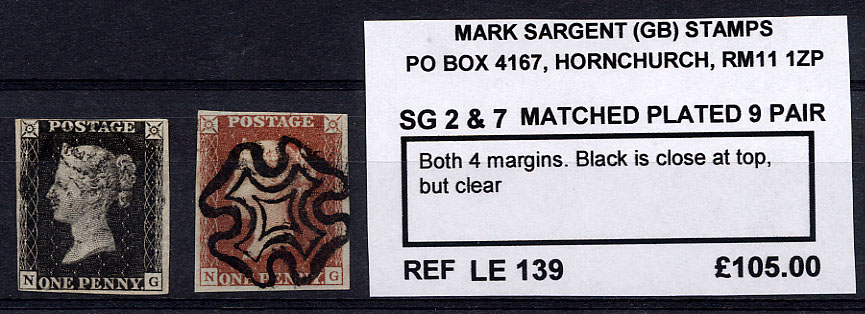 MARK SARGENT (GB) STAMPS
PO BOX 4167, HORNCHURCH, RM11 1ZP
SG 2 & 7 MATCHED PLATED 9 PAIR
Both 4 margins. Black is close at top,
but clear
REF LE 139 £105.00
POSTAGE
N ONE PENNY. G
POSTAGE
N ONE PENNY. G